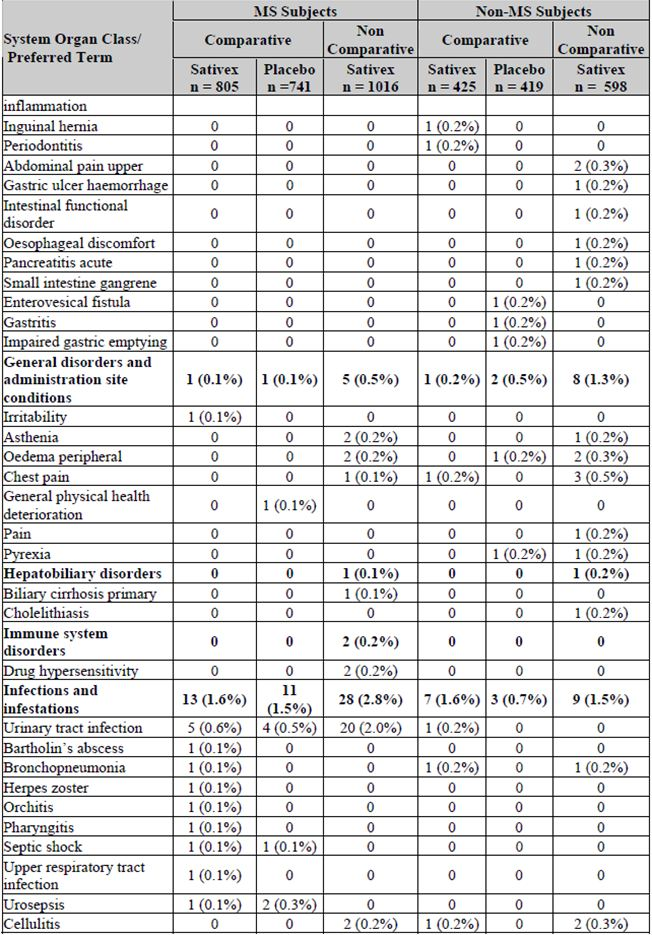 System Organ Class/ Preferred Term | MS Subjects | Non-MS Subjects
Comparative | Non Comparative | Comparative | Non Comparative
Sativex n = 805 | Placebo n =741 | Sativex n = 1016 | Sativex n = 425 | Placebo n = 419 | Sativex n = 598
inflammation
Inguinal hernia 0 0 0 1 (0.2%) 0 0
Periodontitis 0 0 0 1 (0.2%) 0 0
Abdominal pain upper 0 0 0 0 0 2 (0.3%)
Gastric ulcer haemorrhage 0 0 0 0 0 1 (0.2%)
Intestinal functional disorder 0 0 0 0 0 1 (0.2%)
Oesophageal discomfort 0 0 0 0 0 1 (0.2%)
Pancreatitis acute 0 0 0 0 0 1 (0.2%)
Small intestine gangrene 0 0 0 0 0 1 (0.2%)
Enterovesical fistula 0 0 0 0 1 (0.2%) 0
Gastritis 0 0 0 0 1 (0.2%) 0
Impaired gastric emptying 0 0 0 0 1 (0.2%) 0
General disorders and administration site conditions 1 (0.1%) 1 (0.1%) 5 (0.5%) 1 (0.2%) 2 (0.5%) 8 (1.3%)
Irritability 1 (0.1%) 0 0 0 0 0
Asthenia 0 0 2 (0.2%) 0 0 1 (0.2%)
Oedema peripheral 0 0 2 (0.2%) 0 1 (0.2%) 2 (0.3%)
Chest pain 0 0 1 (0.1%) 1 (0.2%) 0 3 (0.5%)
General physical health deterioration 0 1 (0.1%) 0 0 0 0
Pain 0 0 0 0 0 1 (0.2%)
Pyrexia 0 0 0 0 1 (0.2%) 1 (0.2%)
Hepatobiliary disorders 0 0 1 (0.1%) 0 0 1 (0.2%)
Biliary cirrhosis primary 0 0 1 (0.1%) 0 0 0
Cholelithiasis 0 0 0 0 0 1 (0.2%)
Immune system disorders 0 0 2 (0.2%) 0 0 0
Drug hypersensitivity 0 0 2 (0.2%) 0 0 0
Infections and infestations 13 (1.6%) 11 (1.5%) 28 (2.8%) 7 (1.6%) 3 (0.7%) 9 (1.5%)
Urinary tract infection 5 (0.6%) 4 (0.5%) 20 (2.0%) 1 (0.2%) 0 0
Bartholin's abscess 1 (0.1%) 0 0 0 0 0
Bronchopneumonia 1 (0.1%) 0 0 1 (0.2%) 0 1 (0.2%)
Herpes zoster 1 (0.1%) 0 0 0 0 0
Orchitis 1 (0.1%) 0 0 0 0 0
Pharyngitis 1 (0.1%) 0 0 0 0 0
Septic shock 1 (0.1%) 1 (0.1%) 0 0 0 0
Upper respiratory tract infection 1 (0.1%) 0 0 0 0 0
Urosepsis 1 (0.1%) 2 (0.3%) 0 0 0 0
Cellulitis 0 0 2 (0.2%) 1 (0.2%) 0 2 (0.3%)